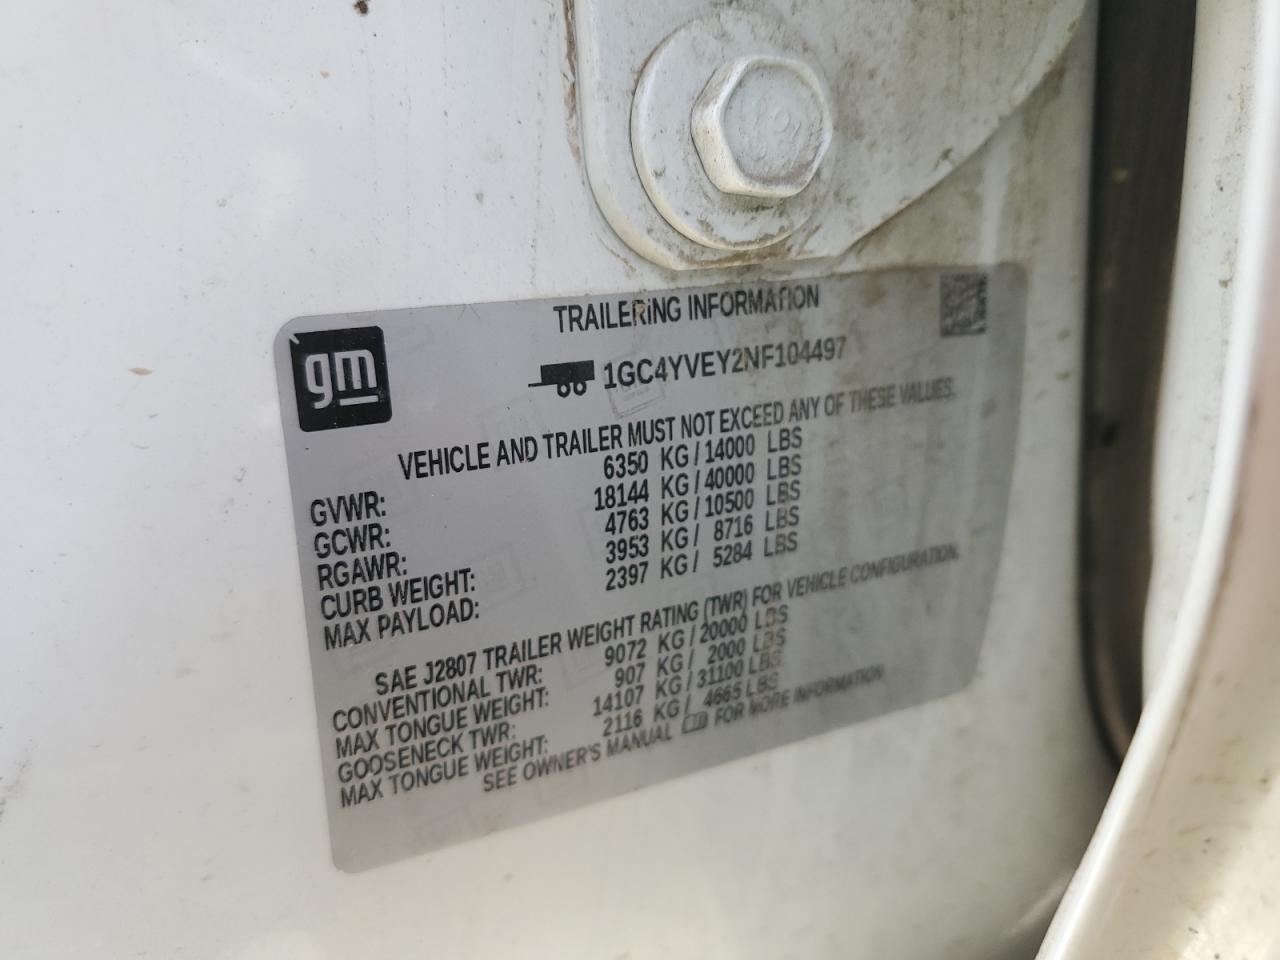 TRAILERING INFORMATION
gm
1GC4YVEY2NF104497
VEHICLE AND TRAILER MUST NOT EXCEED ANY OF THESE VALUES.
GVWR: 6350 KG / 14000 LBS
GCWR: 18144 KG / 40000 LBS
RGAWR: 4763 KG / 10500 LBS
CURB WEIGHT: 3953 KG / 8716 LBS
MAX PAYLOAD: 2397 KG / 5284 LBS
SAE J2807 TRAILER WEIGHT RATING (TWR) FOR VEHICLE CONFIGURATION.
CONVENTIONAL TWR: 9072 KG / 20000 LBS
MAX TONGUE WEIGHT: 907 KG / 2000 LBS
GOOSENECK TWR: 14107 KG / 31100 LBS
MAX TONGUE WEIGHT: 2116 KG / 4665 LBS
SEE OWNER'S MANUAL FOR MORE INFORMATION